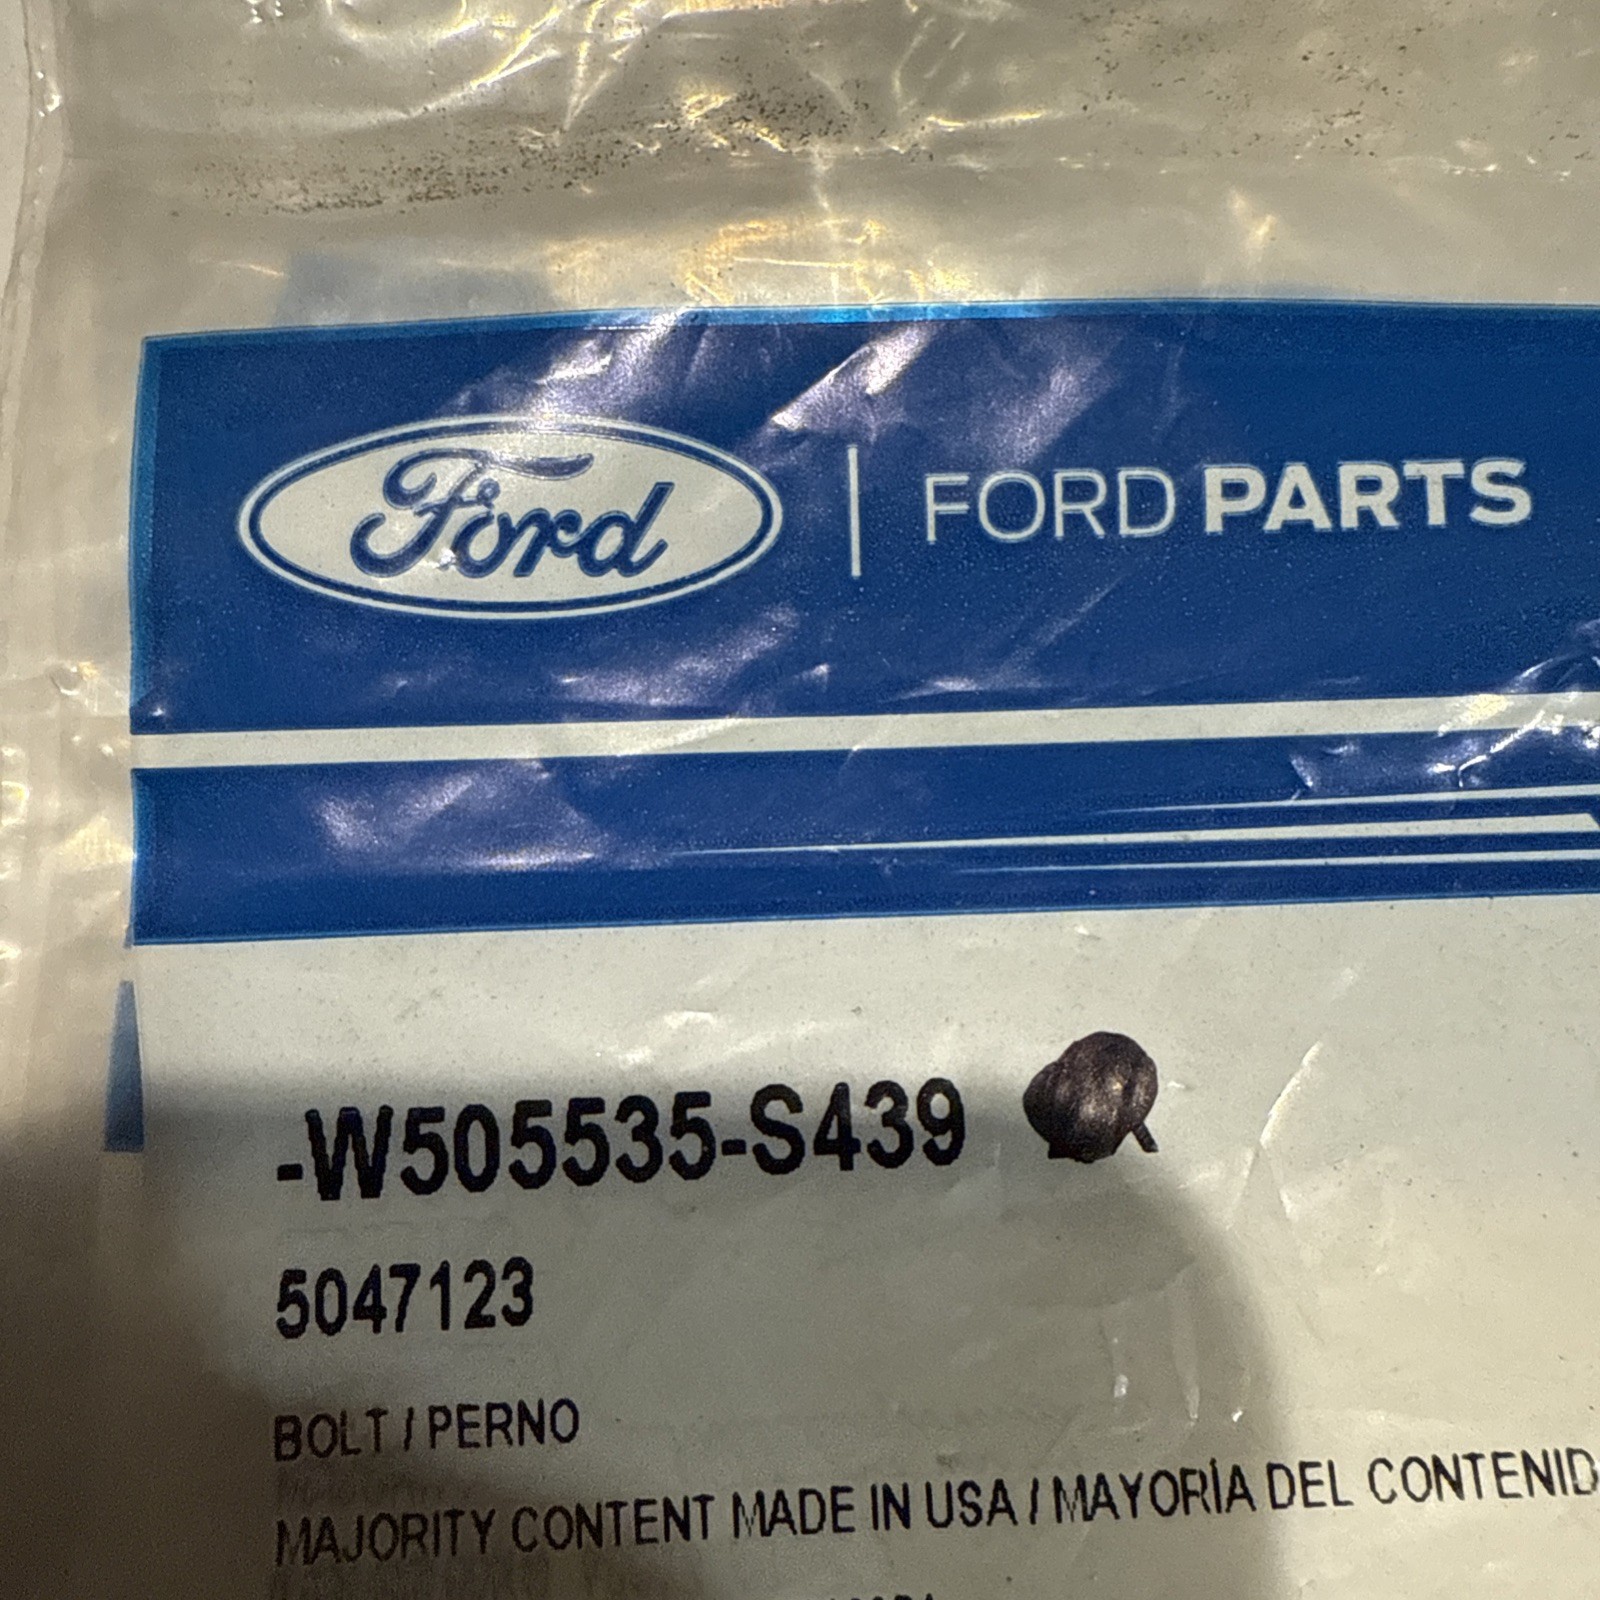 Ford | FORD PARTS
-W505535-S439
5047123
BOLT / PERNO
MAJORITY CONTENT MADE IN USA / MAYORÍA DEL CONTENID